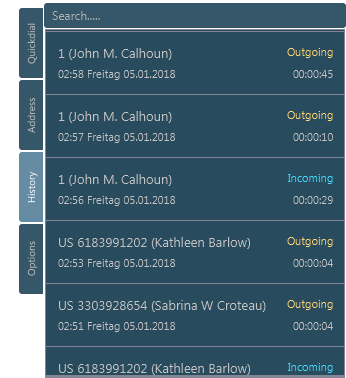 Search.....
Quickdial
Address
History
Options
1 (John M. Calhoun)
Outgoing
02:58 Freitag 05.01.2018
00:00:45
1 (John M. Calhoun)
Outgoing
02:57 Freitag 05.01.2018
00:00:10
1 (John M. Calhoun)
Incoming
02:56 Freitag 05.01.2018
00:00:29
US 6183991202 (Kathleen Barlow)
Outgoing
02:53 Freitag 05.01.2018
00:00:04
US 3303928654 (Sabrina W Croteau)
Outgoing
02:51 Freitag 05.01.2018
00:00:04
US 6183991202 (Kathleen Barlow)
Incoming